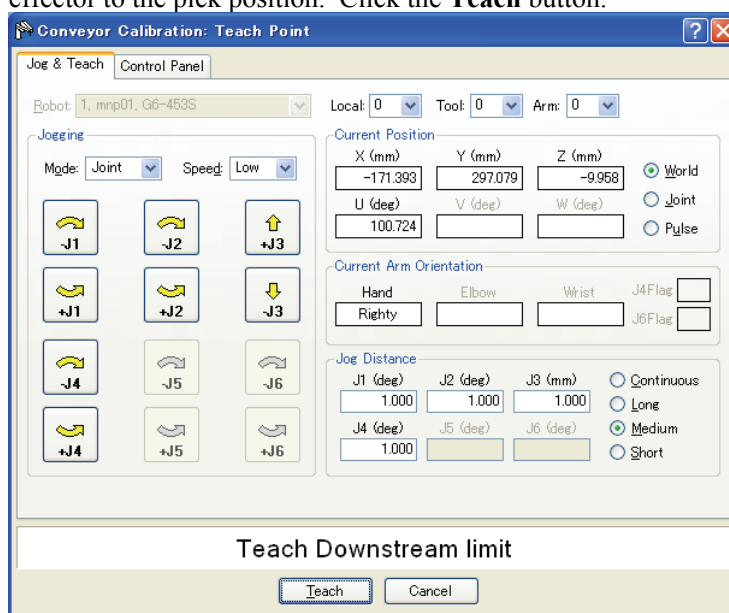 effector to the pick position. Click the Teach button.
Conveyor Calibration: Teach Point
Jog & Teach Control Panel
Robot: 1, mnp01, G6-453S Local: 0 Tool: 0 Arm: 0
Jogging
Mode: Joint Speed: Low
-J1 -J2 +J3
+J1 +J2 -J3
-J4 -J5 -J6
+J4 +J5 +J6
Current Position
X (mm) Y (mm) Z (mm)
-171.393 297.079 -9.958
World
U (deg) V (deg) W (deg)
Joint
100.724
Pulse
Current Arm Orientation
Hand Elbow Wrist J4Flag
Righty
J6Flag
Jog Distance
J1 (deg) J2 (deg) J3 (mm)
Continuous
1.000 1.000 1.000
Long
J4 (deg) J5 (deg) J6 (deg)
Medium
1.000
Short
Teach Downstream limit
Teach Cancel